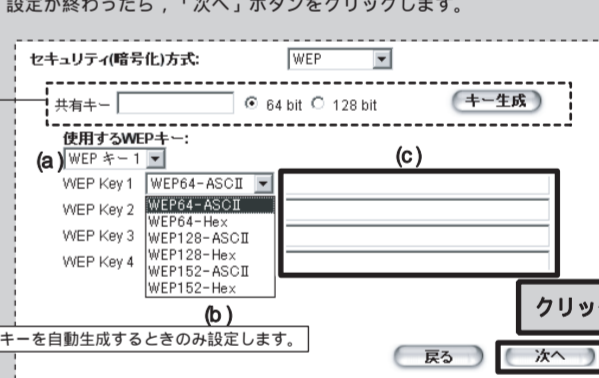 設定が終わったら，「次へ」ボタンをクリックします。
セキュリティ(暗号化)方式: WEP
共有キー 64 bit 128 bit キー生成
使用するWEPキー:
(a) WEP キー 1 (c)
WEP Key 1 WEP64-ASCII
WEP Key 2 WEP64-ASCII
WEP64-Hex
WEP Key 3 WEP128-ASCII
WEP128-Hex
WEP Key 4 WEP152-ASCII
WEP152-Hex
(b)
クリッ
キーを自動生成するときのみ設定します。
戻る 次へ